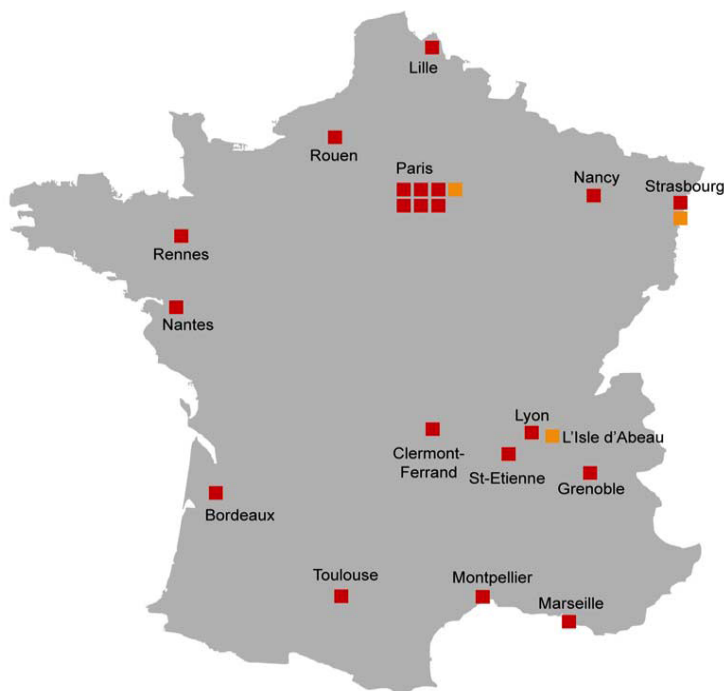 Lille
Rouen
Paris
Nancy
Strasbourg
Rennes
Nantes
Lyon
L'Isle d'Abeau
Clermont-
Ferrand
St-Etienne
Grenoble
Bordeaux
Toulouse
Montpellier
Marseille